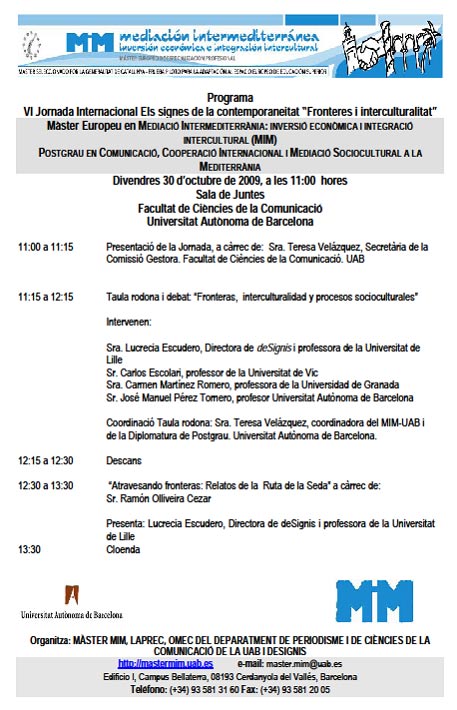 MiM mediación intermediterránea
inversión económica e integración intercultural
MÁSTER EUROPEO DE ESPECIALIZACIÓN PROFESIONAL
Programa
VI Jornada Internacional Els signes de la contemporaneitat "Fronteres i interculturalitat"
Màster Europeu en MEDIACIÓ INTERMEDITERRÀNIA: INVERSIÓ ECONÒMICA I INTEGRACIÓ
INTERCULTURAL (MIM)
POSTGRAU EN COMUNICACIÓ, COOPERACIÓ INTERNACIONAL I MEDIACIÓ SOCIOCULTURAL A LA
MEDITERRÀNIA
Divendres 30 d'octubre de 2009, a les 11:00 hores
Sala de Juntes
Facultat de Ciències de la Comunicació
Universitat Autònoma de Barcelona
11:00 a 11:15 Presentació de la Jornada, a càrrec de: Sra. Teresa Velázquez, Secretària de la
Comissió Gestora. Facultat de Ciències de la Comunicació. UAB
11:15 a 12:15 Taula rodona i debat: "Fronteras, interculturalidad y procesos socioculturales"
Intervenen:
Sra. Lucrecia Escudero, Directora de deSignis i professora de la Universitat de
Lille
Sr. Carlos Escolari, professor de la Universitat de Vic
Sra. Carmen Martínez Romero, professora de la Universidad de Granada
Sr. José Manuel Pérez Tornero, profesor Universitat Autònoma de Barcelona
Coordinació Taula rodona: Sra. Teresa Velázquez, coordinadora del MIM-UAB i
de la Diplomatura de Postgrau. Universitat Autònoma de Barcelona.
12:15 a 12:30 Descans
12:30 a 13:30 "Atravesando fronteras: Relatos de la Ruta de la Seda" a càrrec de:
Sr. Ramón Olliveira Cezar
Presenta: Lucrecia Escudero, Directora de deSignis i professora de la Universitat
de Lille
13:30 Cloenda
Universitat Autònoma de Barcelona
MiM
Organitza: MÀSTER MIM, LAPREC, OMEC DEL DEPARTAMENT DE PERIODISME I DE CIÈNCIES DE LA
COMUNICACIÓ DE LA UAB I DESIGNIS
http://mastermim.uab.es e-mail: master.mim@uab.es
Edificio I, Campus Bellaterra, 08193 Cerdanyola del Vallés, Barcelona
Teléfono: (+34) 93 581 31 60 Fax: (+34) 93 581 20 05